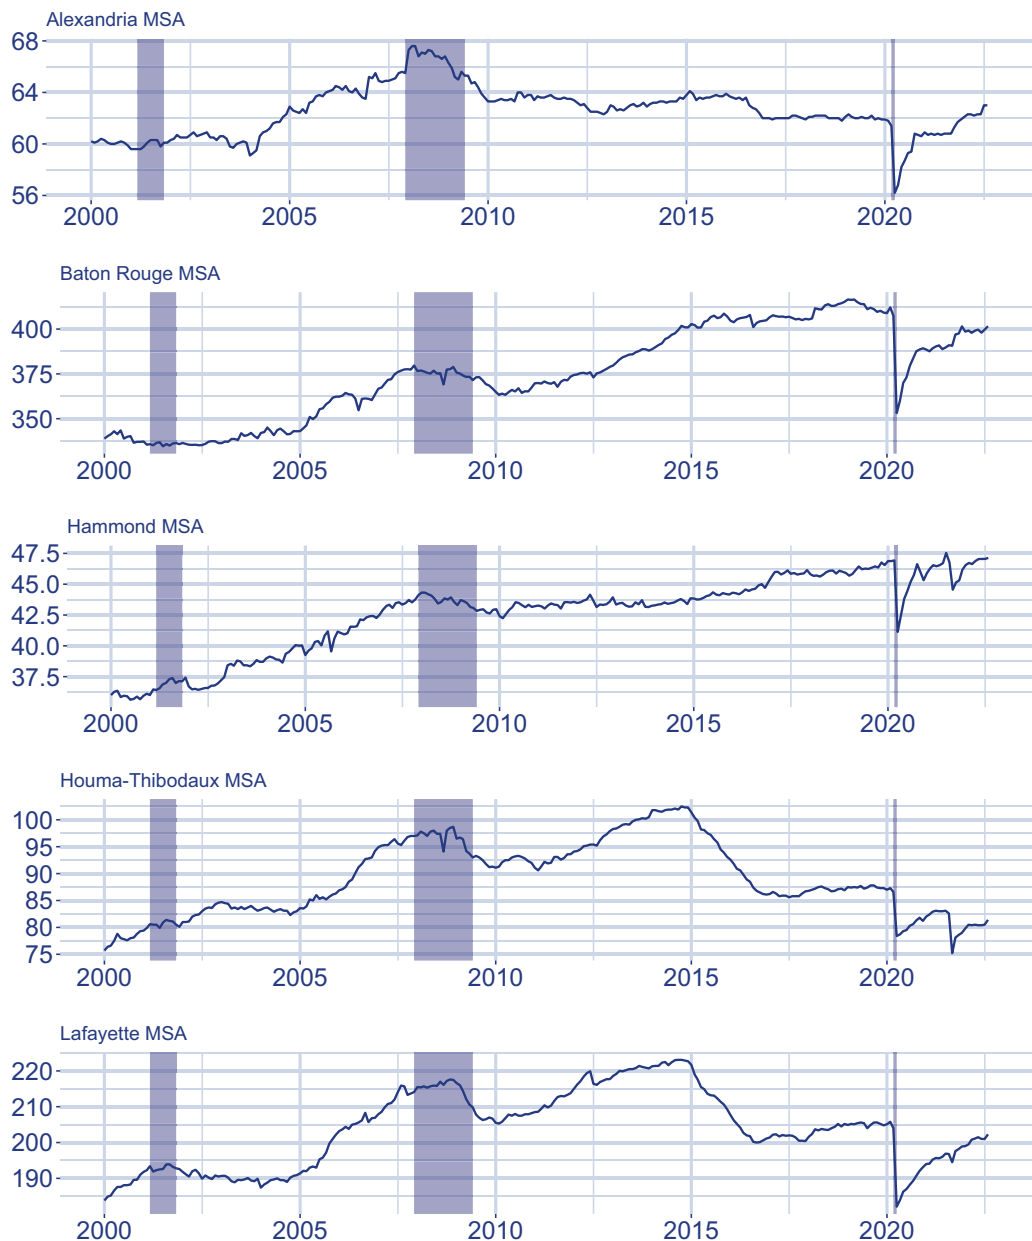 Alexandria MSA
68
64
60
56
2000 2005 2010 2015 2020
Baton Rouge MSA
400
375
350
2000 2005 2010 2015 2020
Hammond MSA
47.5
45.0
42.5
40.0
37.5
2000 2005 2010 2015 2020
Houma-Thibodaux MSA
100
95
90
85
80
75
2000 2005 2010 2015 2020
Lafayette MSA
220
210
200
190
2000 2005 2010 2015 2020